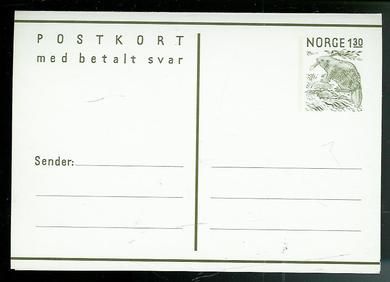 POSTKORT
med betalt svar
NORGE 1.30
Sender: